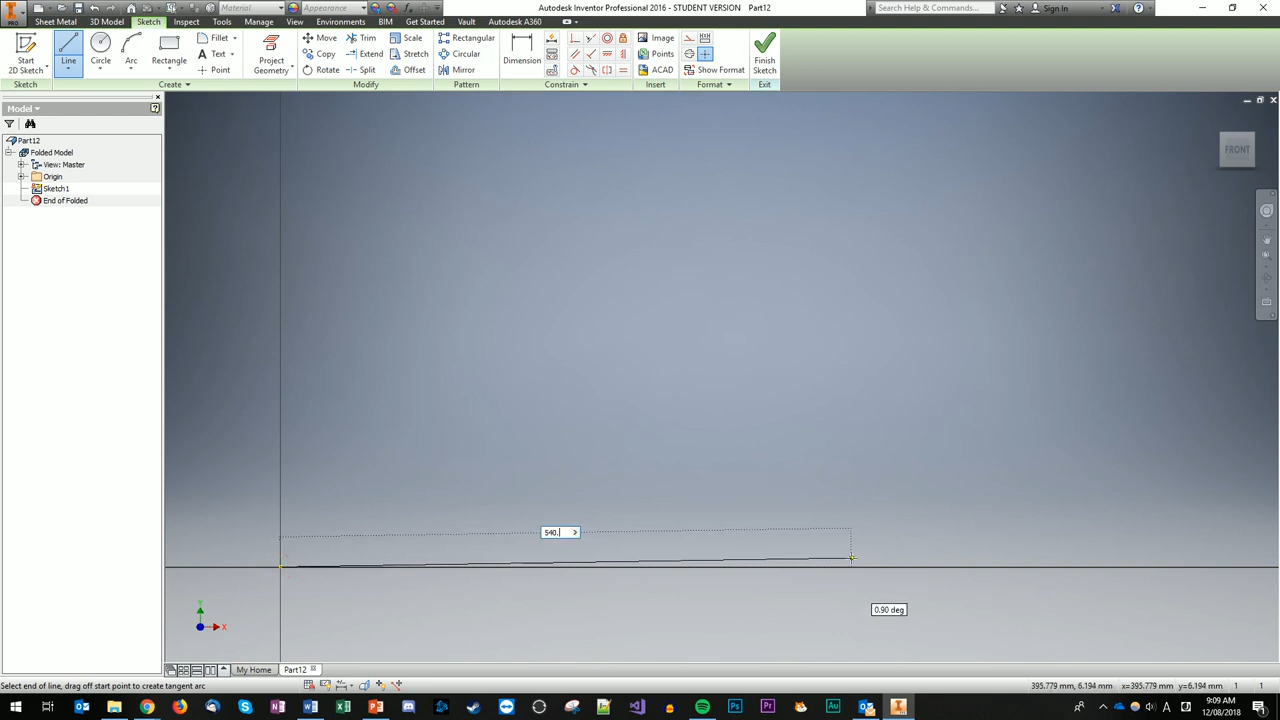 Material
Appearance
Autodesk Inventor Professional 2016 - STUDENT VERSION Part12
Search Help & Commands...
Sign In
PRO
Sheet Metal
3D Model
Sketch
Inspect
Tools
Manage
View
Environments
BIM
Get Started
Vault
Autodesk A360
Start
2D Sketch
Line
Circle
Arc
Rectangle
Fillet
Text
Point
Project
Geometry
Move
Copy
Rotate
Trim
Extend
Split
Scale
Stretch
Offset
Rectangular
Circular
Mirror
Dimension
Image
Points
ACAD
Show Format
Finish
Sketch
Sketch
Create
Modify
Pattern
Constrain
Insert
Format
Exit
Model
Part12
Folded Model
View: Master
Origin
Sketch1
End of Folded
FRONT
540.
0.90 deg
Y
X
My Home
Part12
Select end of line, drag off start point to create tangent arc
395.779 mm, 6.194 mm
x=395.779 mm
y=6.194 mm
1
1
9:09 AM
12/08/2018